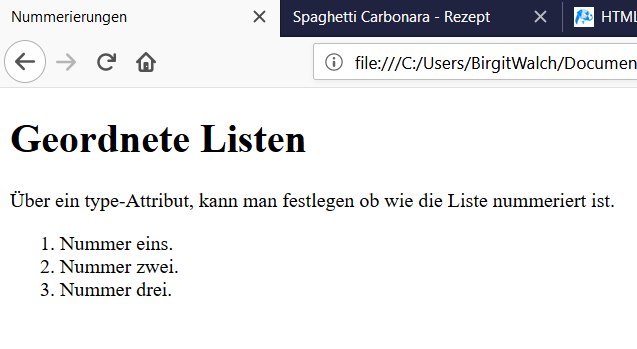 Nummerierungen Spaghetti Carbonara - Rezept HTML
file:///C:/Users/BirgitWalch/Documen
Geordnete Listen
Über ein type-Attribut, kann man festlegen ob wie die Liste nummeriert ist.
1. Nummer eins.
2. Nummer zwei.
3. Nummer drei.